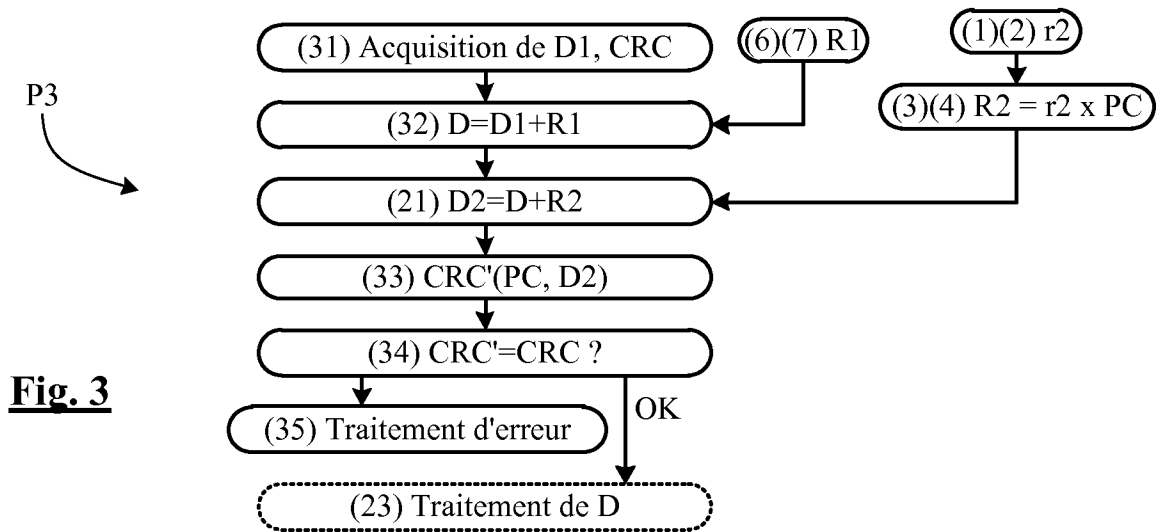 (31) Acquisition de D1, CRC
(6)(7) R1
(1)(2) r2
P3
(32) D=D1+R1
(3)(4) R2 = r2 x PC
(21) D2=D+R2
(33) CRC'(PC, D2)
(34) CRC'=CRC ?
Fig. 3
(35) Traitement d'erreur
OK
(23) Traitement de D